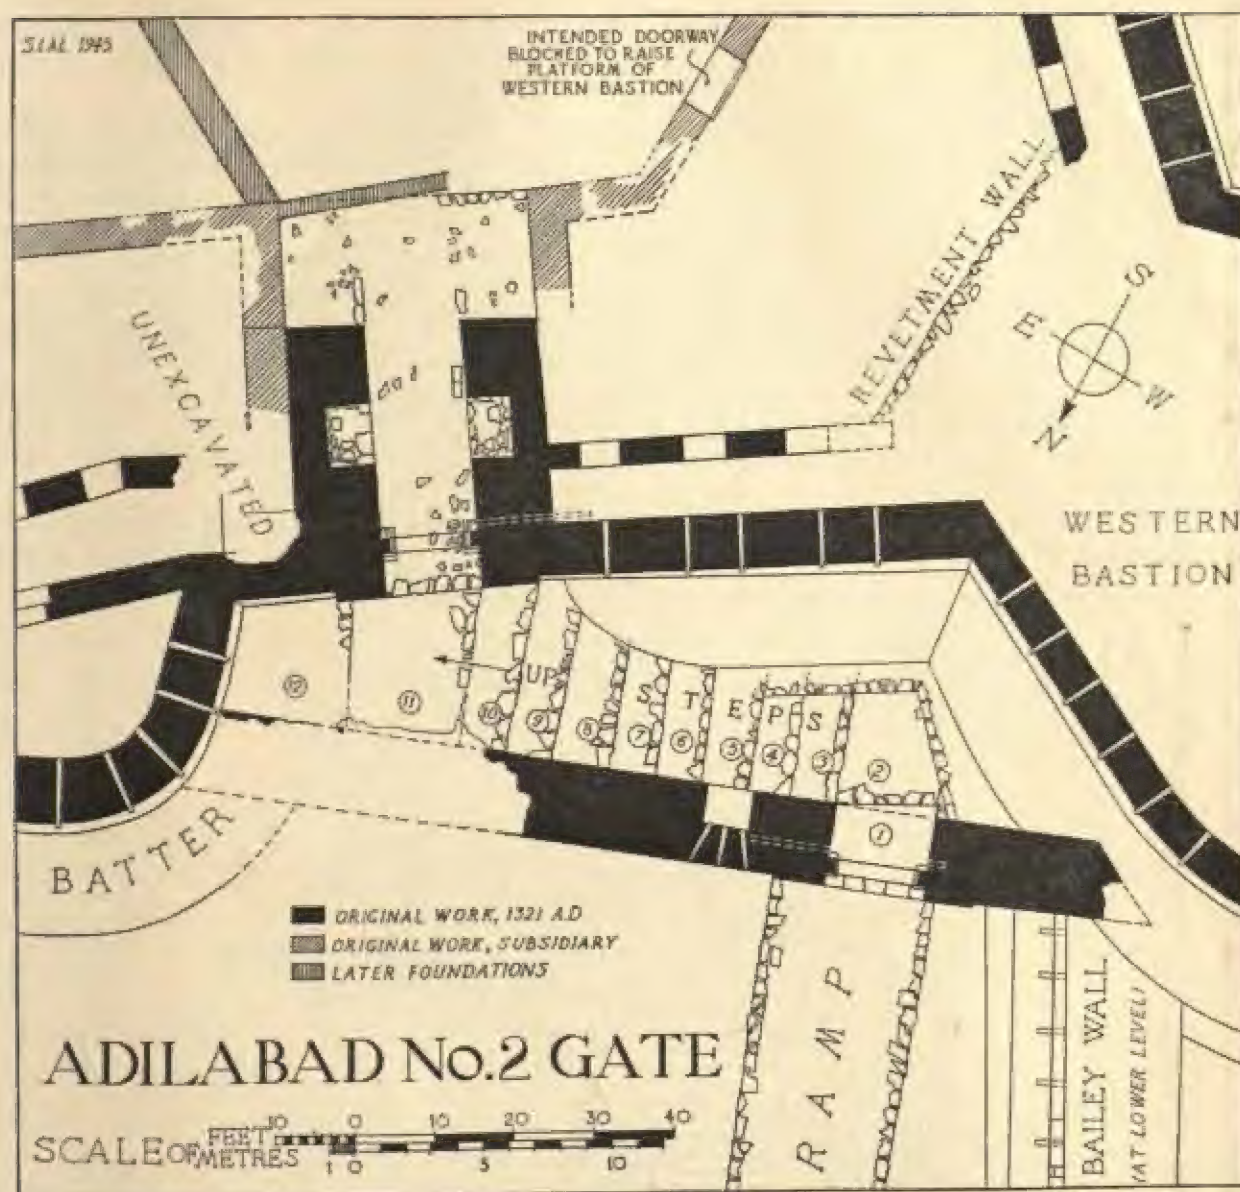 S.I.A.L 1945
INTENDED DOORWAY
BLOCKED TO RAISE
PLATFORM OF
WESTERN BASTION
REVETMENT WALL
S
E
W
N
UNEXCAVATED
WESTERN
BASTION
UP
STEPS
12
11
10
9
8
7
6
5
4
3
2
1
BATTER
ORIGINAL WORK, 1321 A.D
ORIGINAL WORK, SUBSIDIARY
LATER FOUNDATIONS
RAMP
BAILEY WALL
(AT LOWER LEVEL)
ADILABAD No.2 GATE
10 0 10 20 30 40
SCALE OF FEET
METRES
1 0 5 10